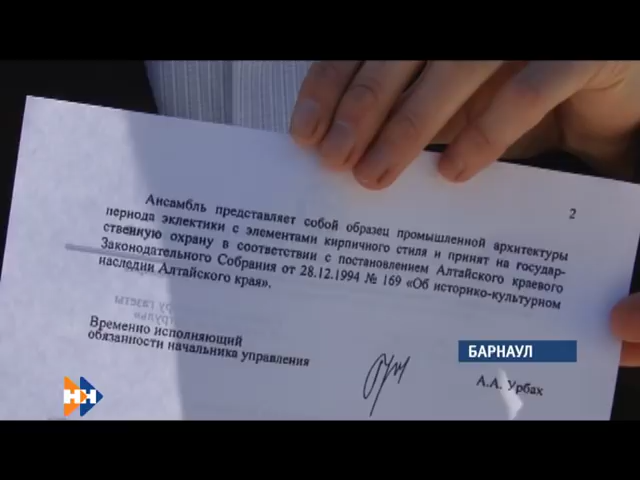 2
Ансамбль представляет собой образец промышленной архитектуры
периода эклектики с элементами кирпичного стиля и принят на государ-
ственную охрану в соответствии с постановлением Алтайского краевого
Законодательного Собрания от 28.12.1994 № 169 «Об историко-культурном
наследии Алтайского края».
Временно исполняющий
обязанности начальника управления
А.А. Урбах
БАРНАУЛ
НН